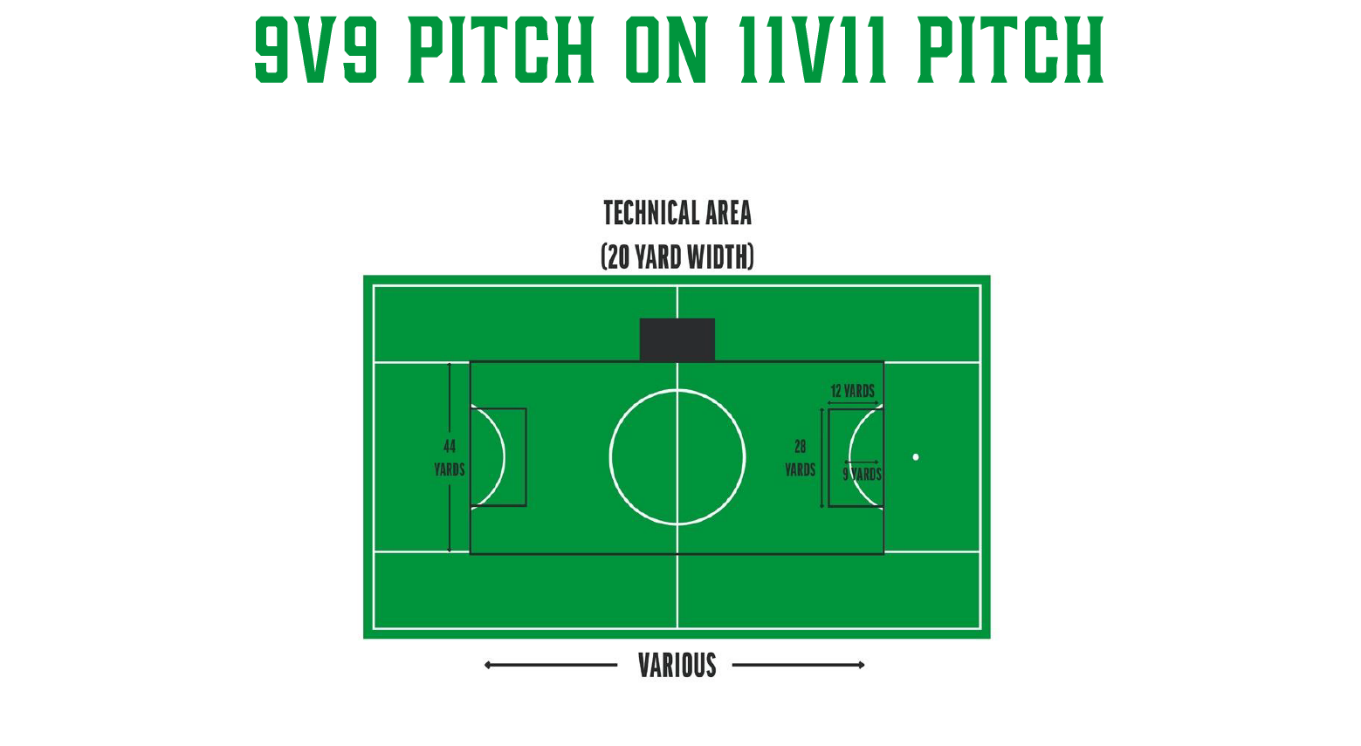 9V9 PITCH ON 11V11 PITCH
TECHNICAL AREA
(20 YARD WIDTH)
12 YARDS
44
YARDS
28
YARDS
9 YARDS
VARIOUS